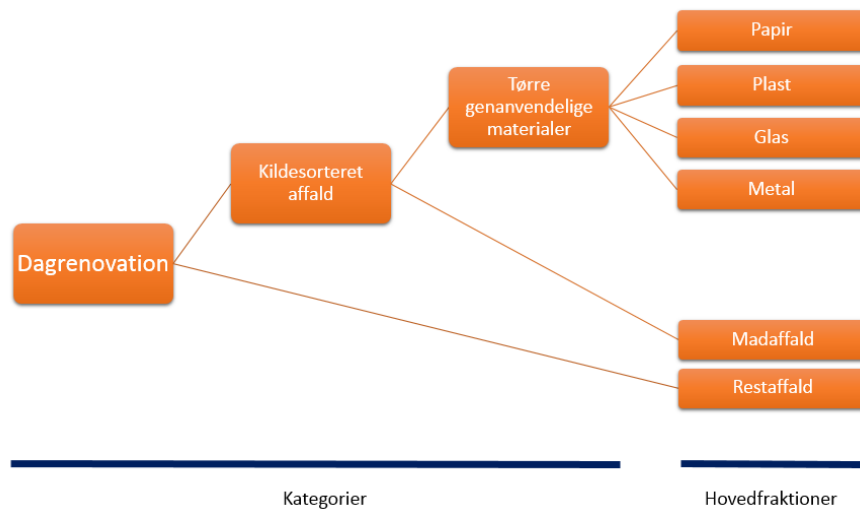 Papir
Tørre
genanvendelige
materialer
Plast
Glas
Kildesorteret
affald
Metal
Dagrenovation
Madaffald
Restaffald
Kategorier
Hovedfraktioner